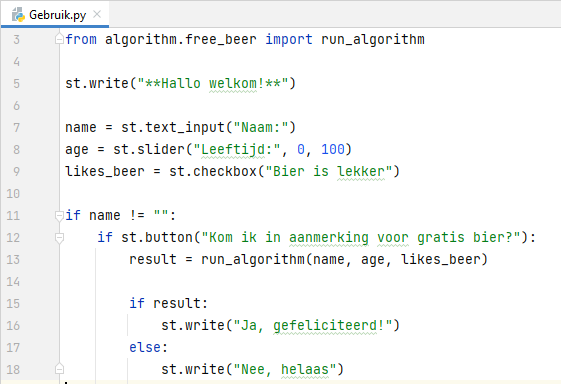 Gebruik.py
3 from algorithm.free_beer import run_algorithm
4
5 st.write("**Hallo welkom!**")
6
7 name = st.text_input("Naam:")
8 age = st.slider("Leeftijd:", 0, 100)
9 likes_beer = st.checkbox("Bier is lekker")
10
11 if name != "":
12     if st.button("Kom ik in aanmerking voor gratis bier?"):
13         result = run_algorithm(name, age, likes_beer)
14
15         if result:
16             st.write("Ja, gefeliciteerd!")
17         else:
18             st.write("Nee, helaas")